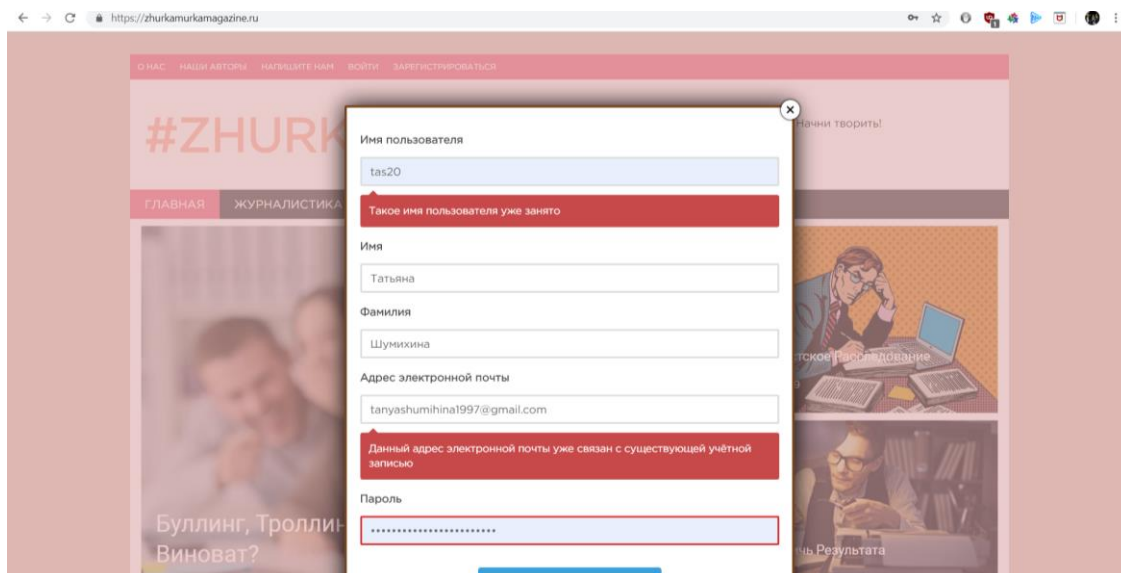 https://zhurkamurkamagazine.ru
О НАС НАШИ АВТОРЫ НАПИШИТЕ НАМ ВОЙТИ ЗАРЕГИСТРИРОВАТЬСЯ
#ZHURK
Начни творить!
ГЛАВНАЯ ЖУРНАЛИСТИКА
Имя пользователя
tas20
Такое имя пользователя уже занято
Имя
Татьяна
Фамилия
Шумихина
Адрес электронной почты
tanyashumihina1997@gmail.com
Данный адрес электронной почты уже связан с существующей учётной
записью
Пароль
Буллинг, Троллин
Виноват?
тское Расследование
чь Результата